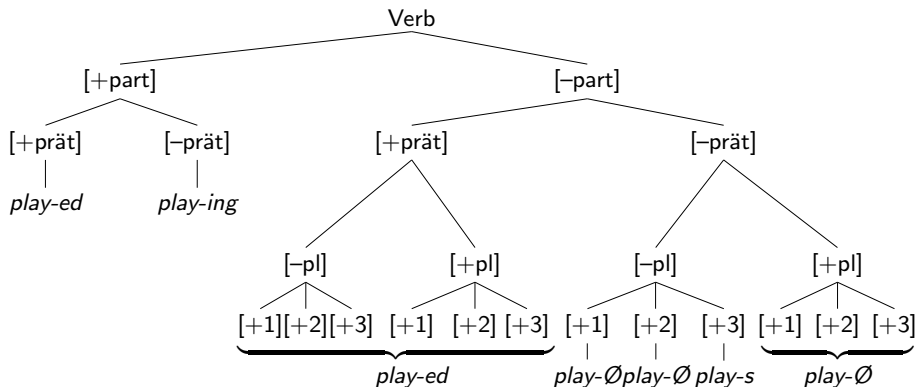 Verb
[+part] [–part]
[+prät] [–prät] [+prät] [–prät]
play-ed play-ing
[–pl] [+pl] [–pl] [+pl]
[+1][+2][+3] [+1] [+2] [+3] [+1] [+2] [+3] [+1] [+2] [+3]
play-ed play-Ø play-Ø play-s play-Ø